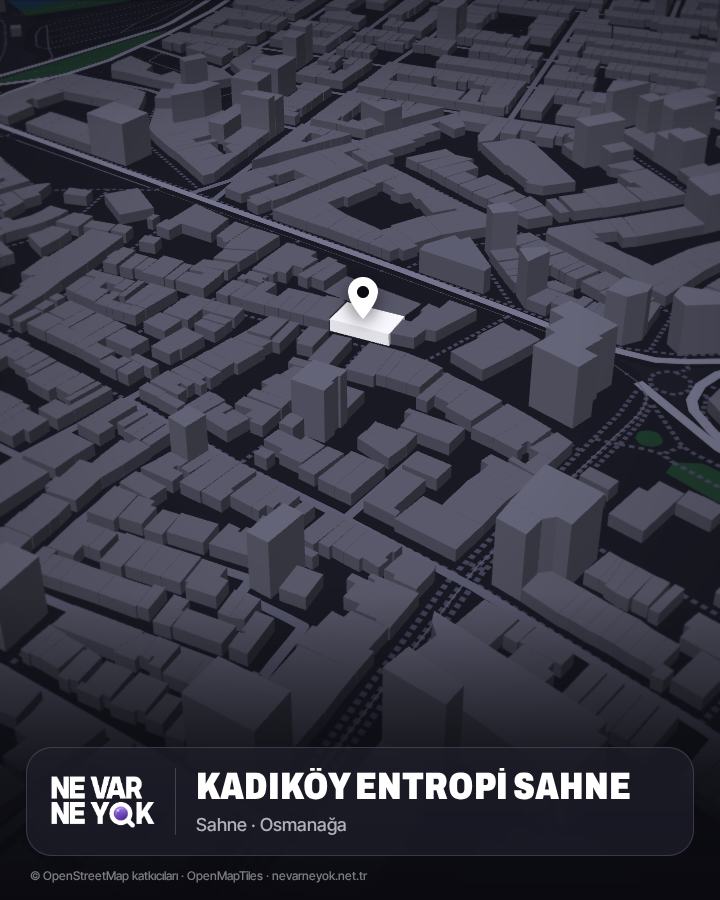 NE VAR
NE YOK
KADIKÖY ENTROPİ SAHNE
Sahne · Osmanağa
© OpenStreetMap katkıcıları · OpenMapTiles · nevarneyok.net.tr